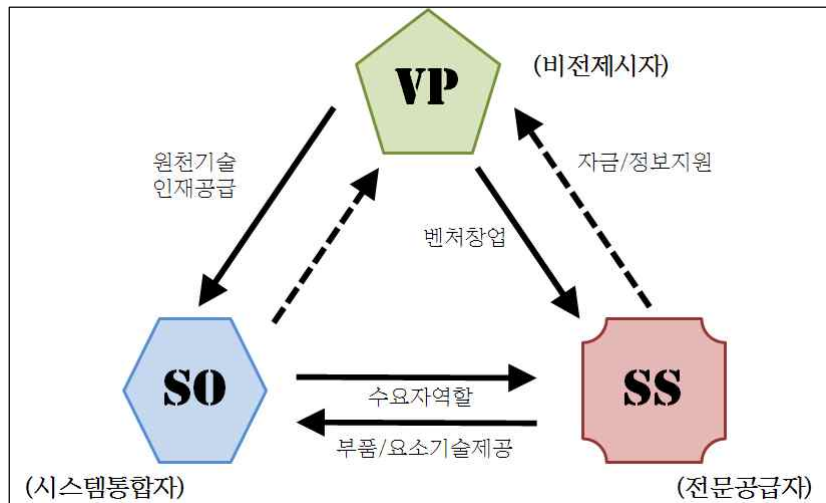 VP
(비전제시자)
원천기술
인재공급
자금/정보지원
벤처창업
SO
SS
수요자역할
부품/요소기술제공
(시스템통합자)
(전문공급자)